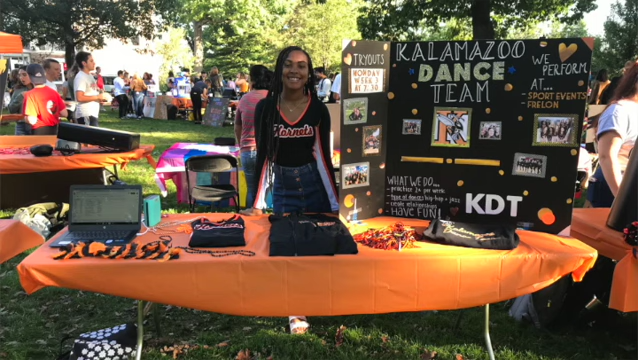 TRYOUTS
MONDAY
WEEK 3
AT 7:30
KALAMAZOO
DANCE
TEAM
WE
PERFORM
AT...
- SPORT EVENTS
- FRELON
WHAT WE DO...
- practice 2x per week
- type of dances: hip-hop + jazz
- create relationships
- HAVE FUN!
KDT
Hornets